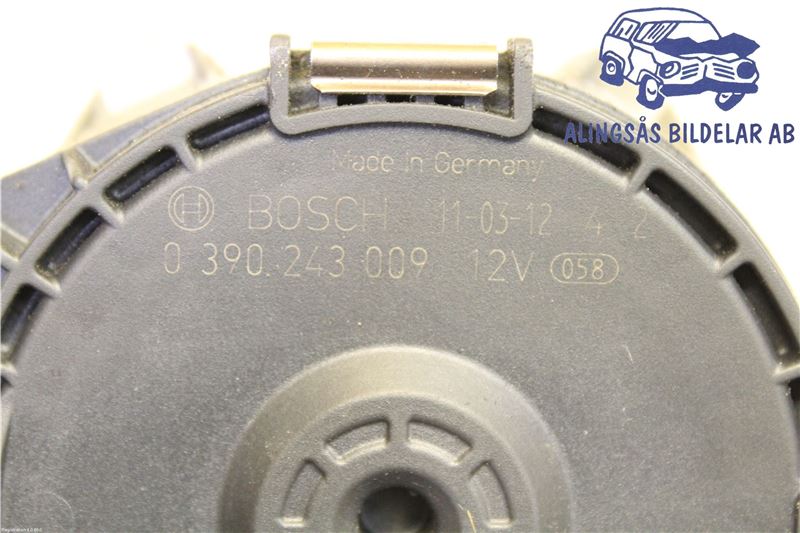 ALINGSÅS BILDELAR AB
Made in Germany
BOSCH 11-03-12 4 2
0 390 243 009 12V 058